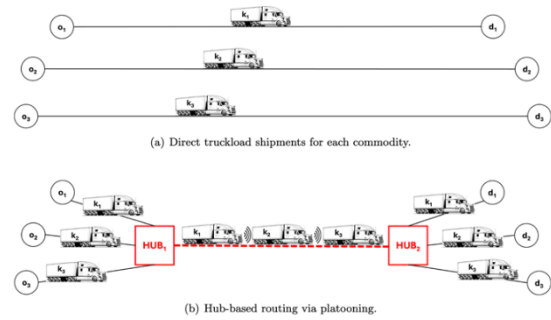 o₁ k₁ d₁
o₂ k₂ d₂
o₃ k₃ d₃
(a) Direct truckload shipments for each commodity.
o₁ k₁ k₁ d₁
o₂ k₂ HUB₁ k₁ k₂ k₃ HUB₂ k₂ d₂
o₃ k₃ k₃ d₃
(b) Hub-based routing via platooning.